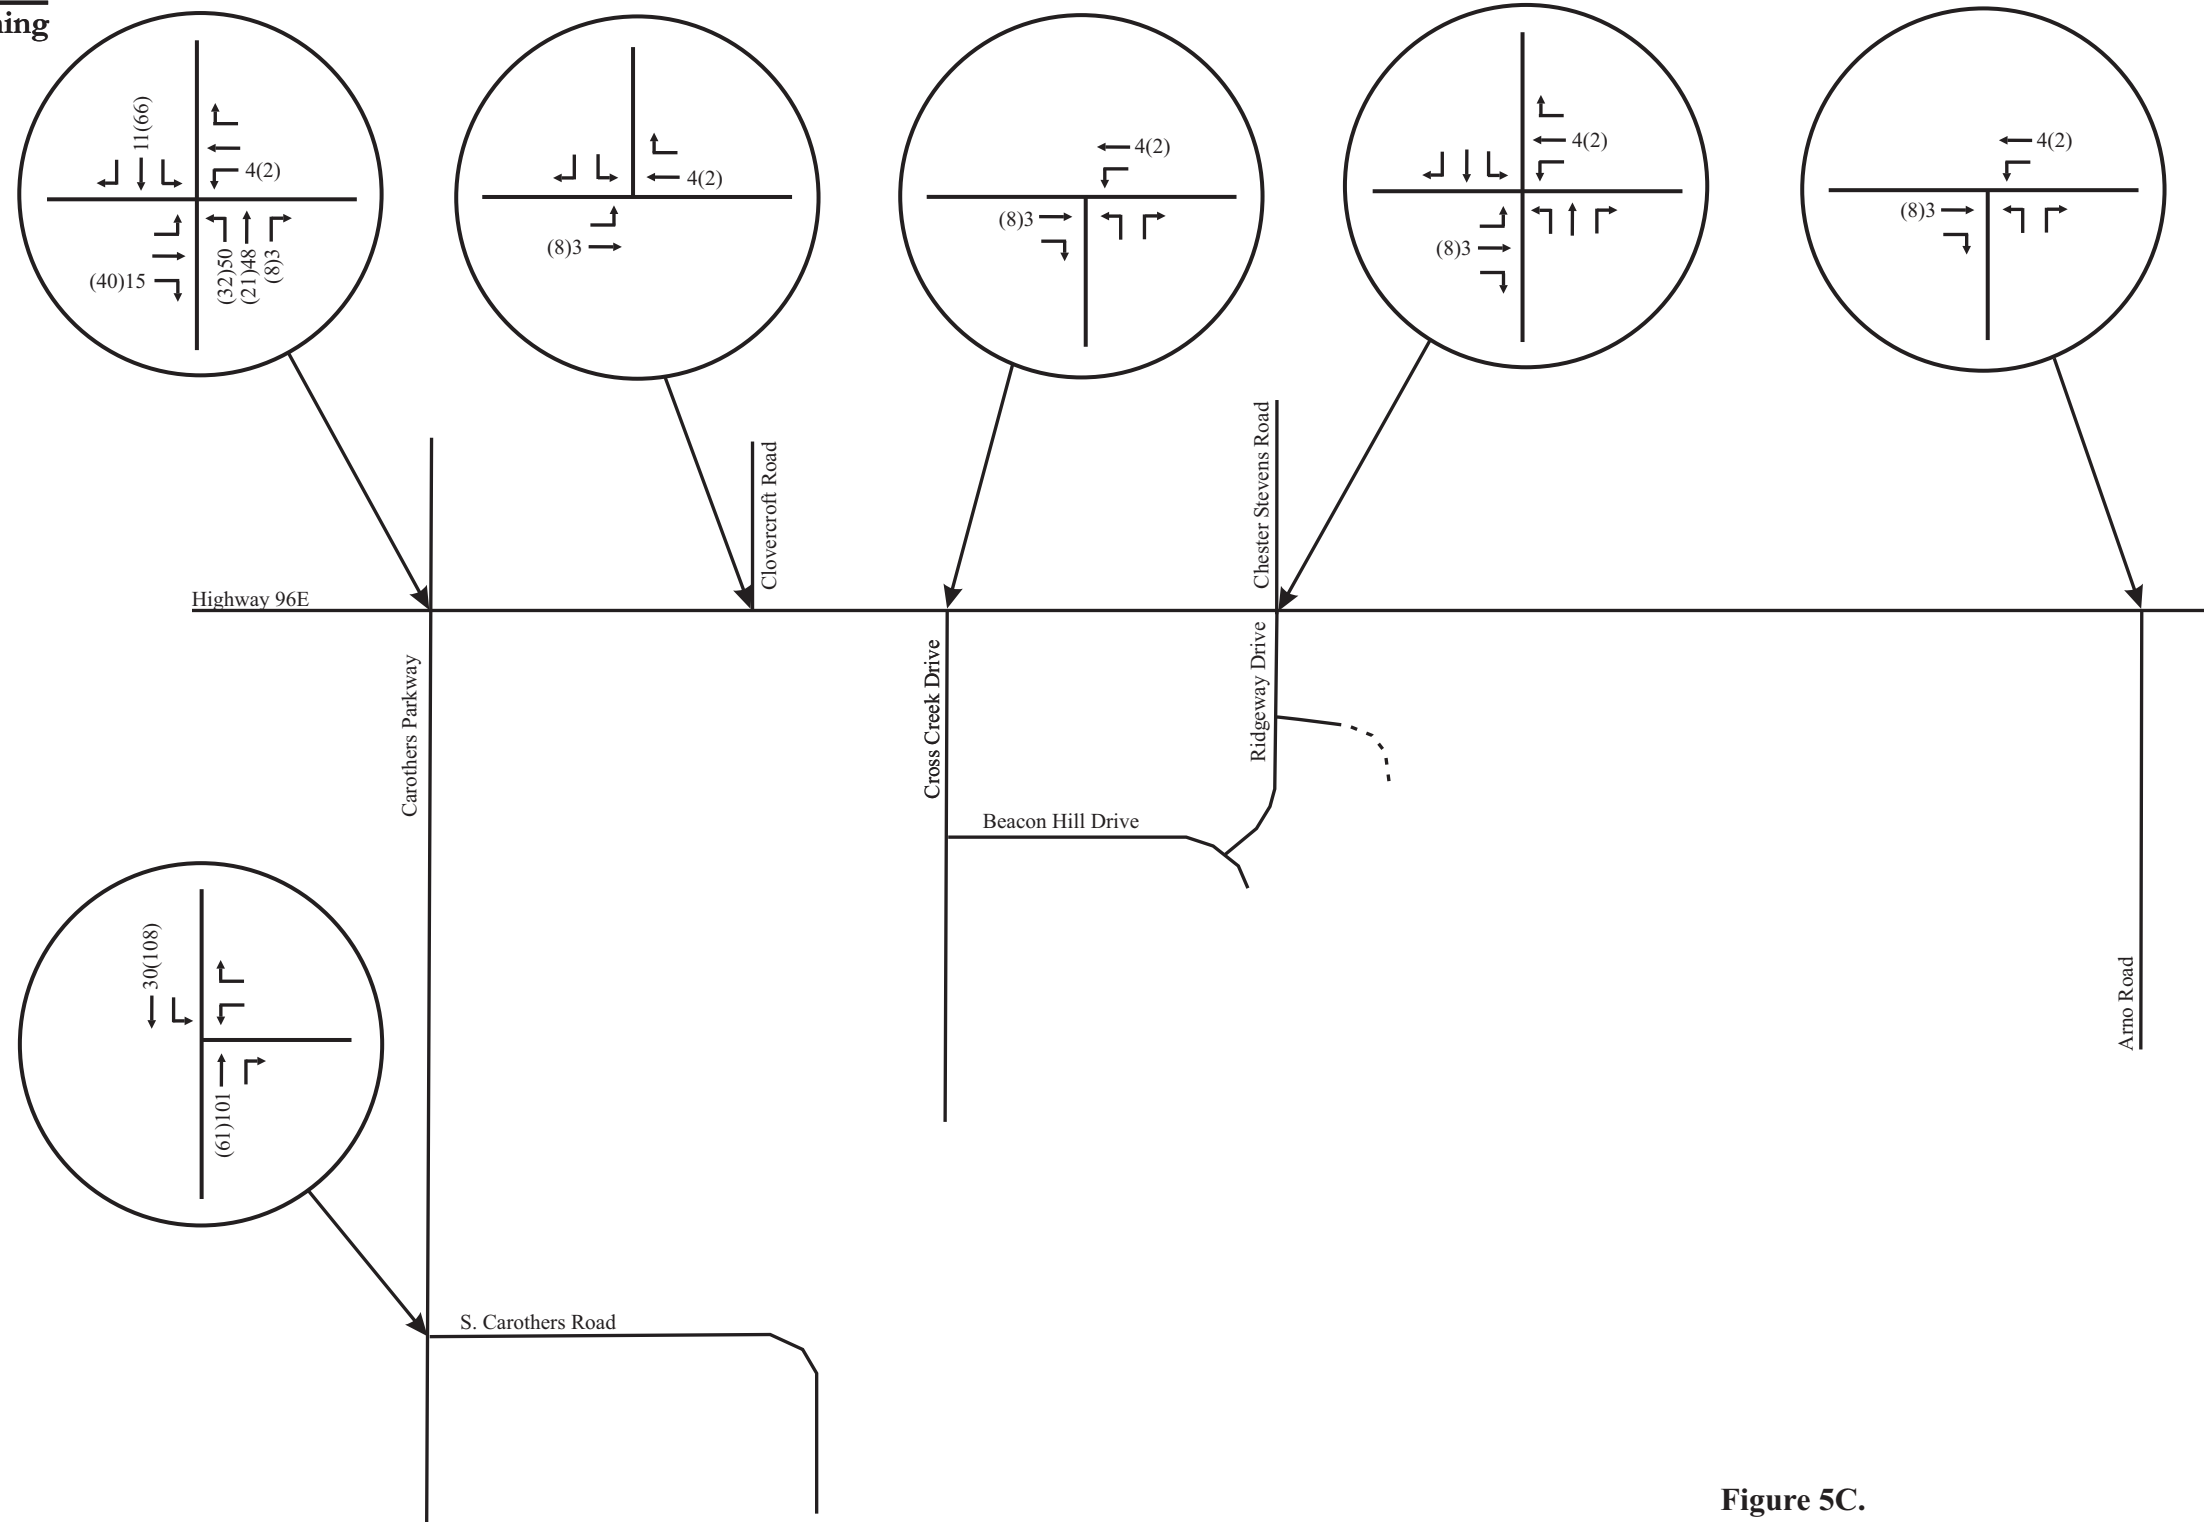 11(66)
4(2)
(40)15
(32)50
(21)48
(8)3
4(2)
(8)3
4(2)
(8)3
4(2)
(8)3
4(2)
(8)3
Clovercroft Road
Chester Stevens Road
Highway 96E
Carothers Parkway
Cross Creek Drive
Ridgeway Drive
Beacon Hill Drive
30(108)
(61)101
Arno Road
S. Carothers Road
Figure 5C.